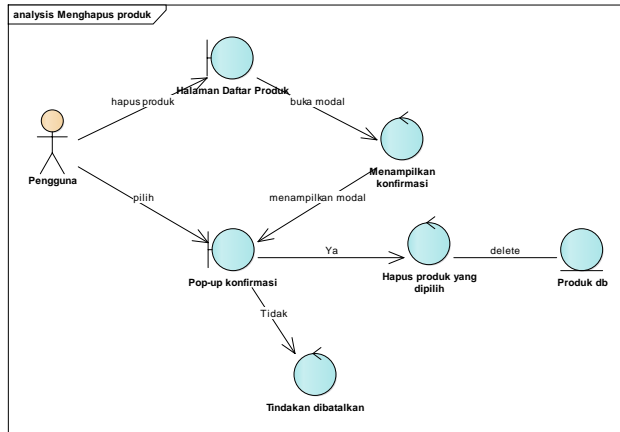 analysis Menghapus produk
Halaman Daftar Produk
hapus produk
buka modal
Menampilkan
konfirmasi
Pengguna
pilih
menampilkan modal
Pop-up konfirmasi
Ya
Hapus produk yang
dipilih
delete
Produk db
Tidak
Tindakan dibatalkan